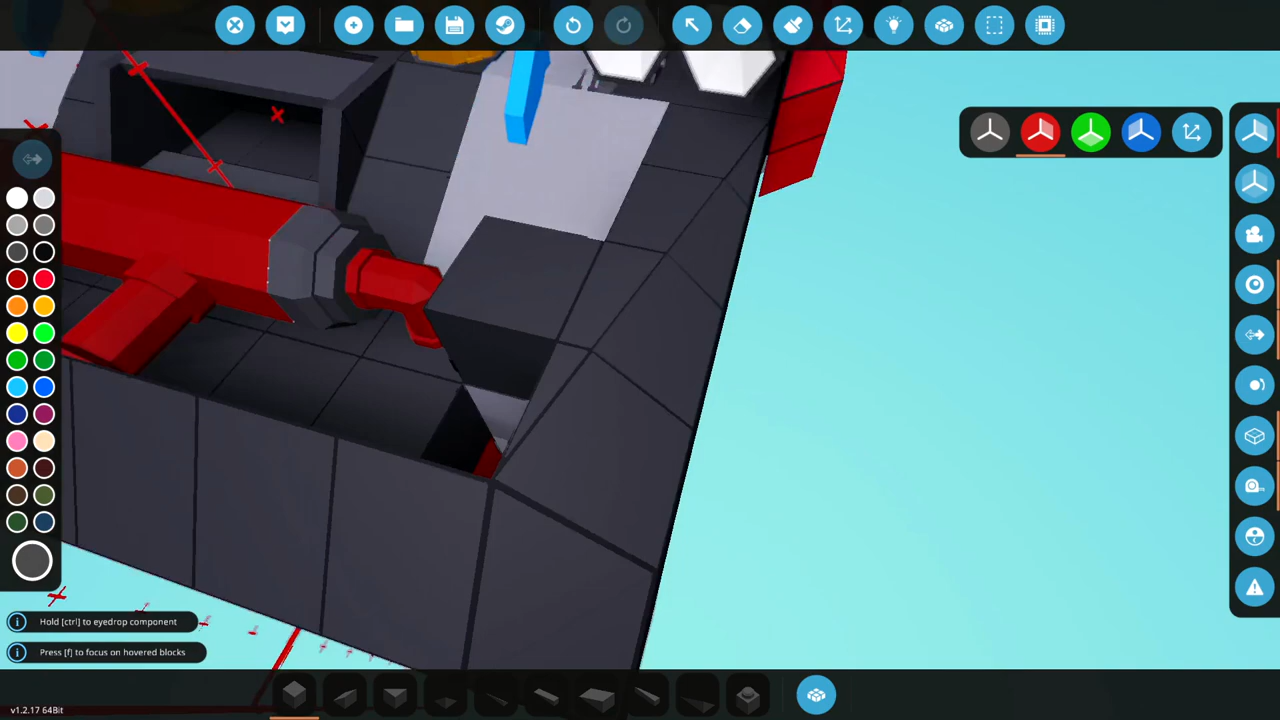 Hold [ctrl] to eyedrop component
Press [f] to focus on hovered blocks
v1.2.17 64Bit